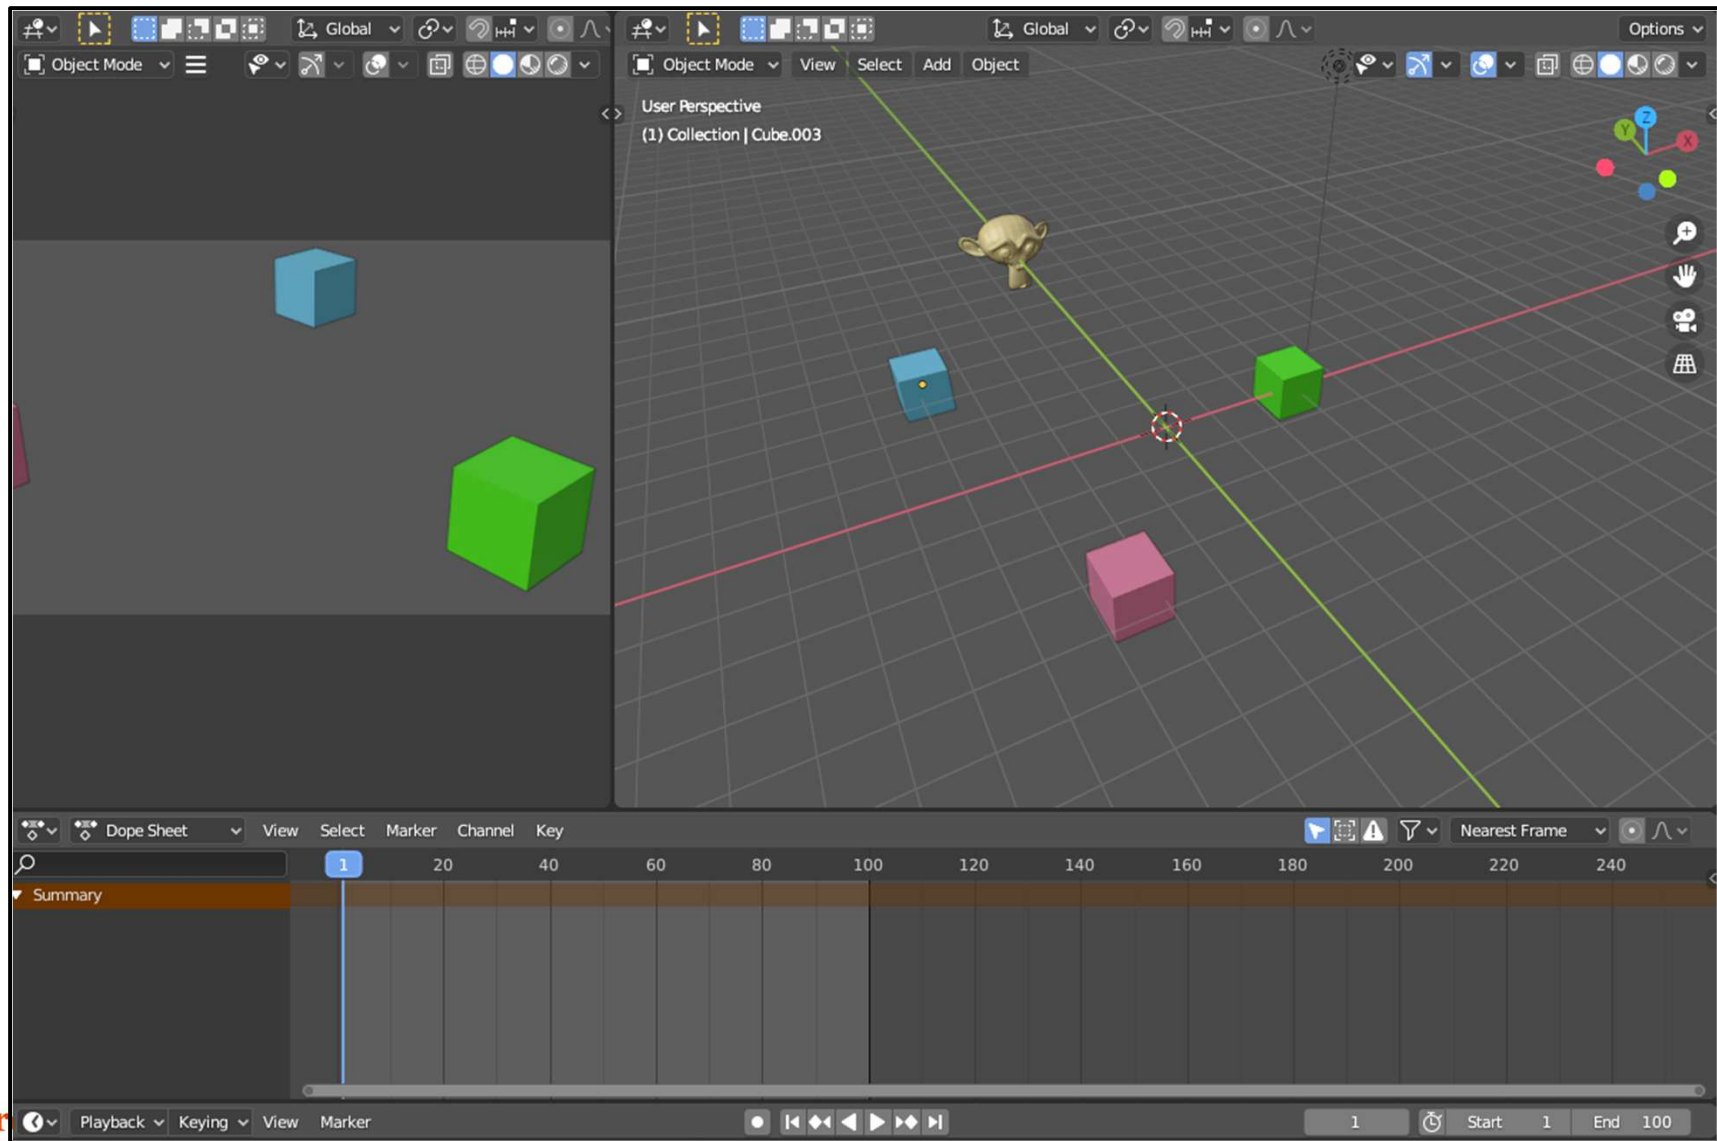 Global
Global
Options
Object Mode
Object Mode View Select Add Object
User Perspective
(1) Collection | Cube.003
Z
Y
X
Dope Sheet View Select Marker Channel Key
Nearest Frame
1 20 40 60 80 100 120 140 160 180 200 220 240
Summary
r
Playback Keying View Marker
1 Start 1 End 100